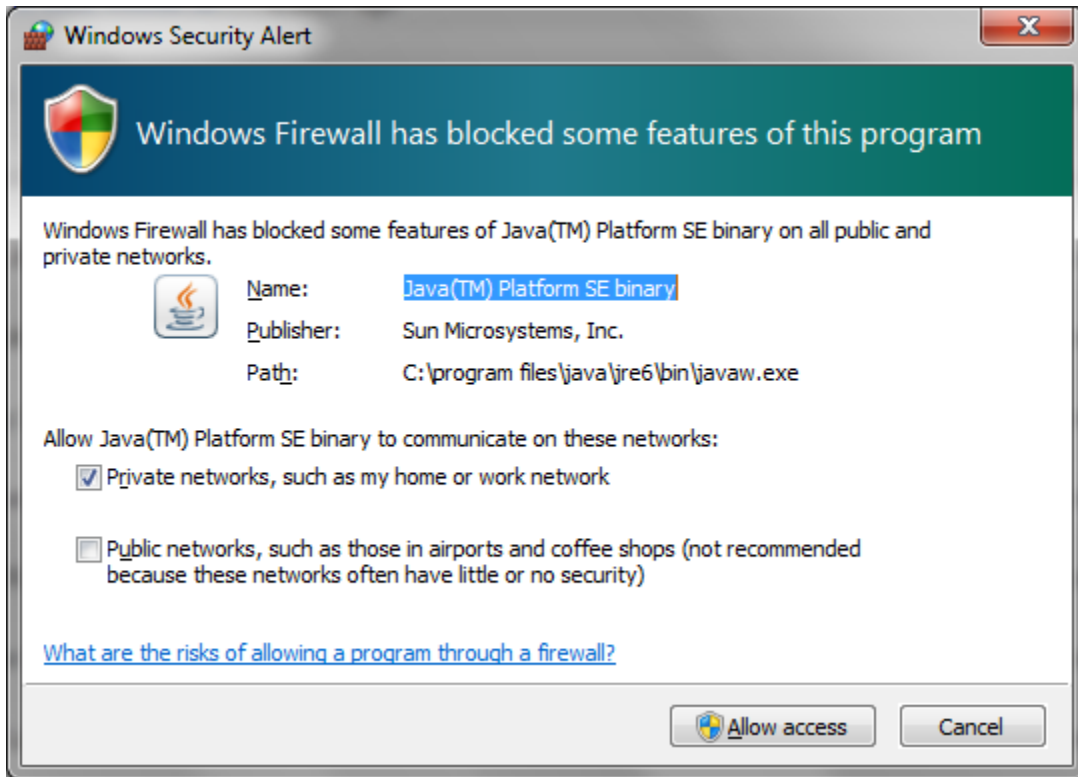 Windows Security Alert
Windows Firewall has blocked some features of this program
Windows Firewall has blocked some features of Java(TM) Platform SE binary on all public and
private networks.
Name: Java(TM) Platform SE binary
Publisher: Sun Microsystems, Inc.
Path: C:\program files\java\jre6\bin\javaw.exe
Allow Java(TM) Platform SE binary to communicate on these networks:
Private networks, such as my home or work network
Public networks, such as those in airports and coffee shops (not recommended
because these networks often have little or no security)
What are the risks of allowing a program through a firewall?
Allow access Cancel